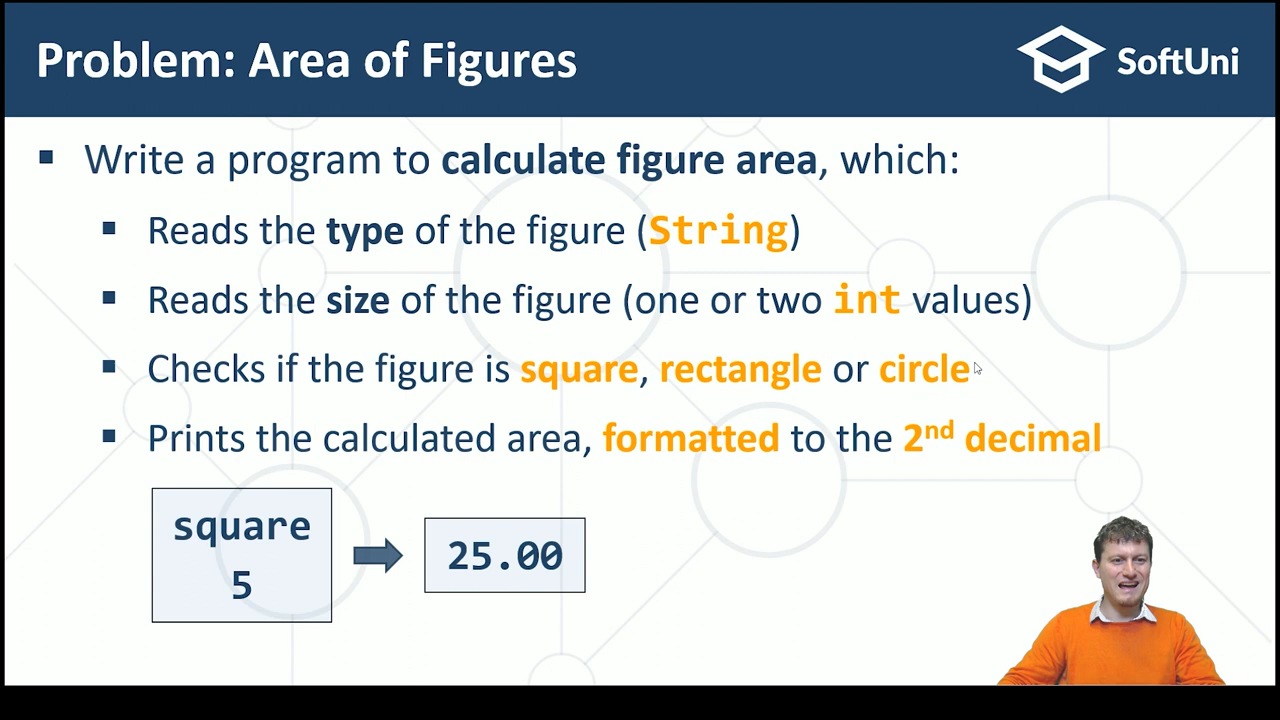 Problem: Area of Figures
SoftUni
▪ Write a program to calculate figure area, which:
▪ Reads the type of the figure (String)
▪ Reads the size of the figure (one or two int values)
▪ Checks if the figure is square, rectangle or circle
▪ Prints the calculated area, formatted to the 2nd decimal
square
5
25.00